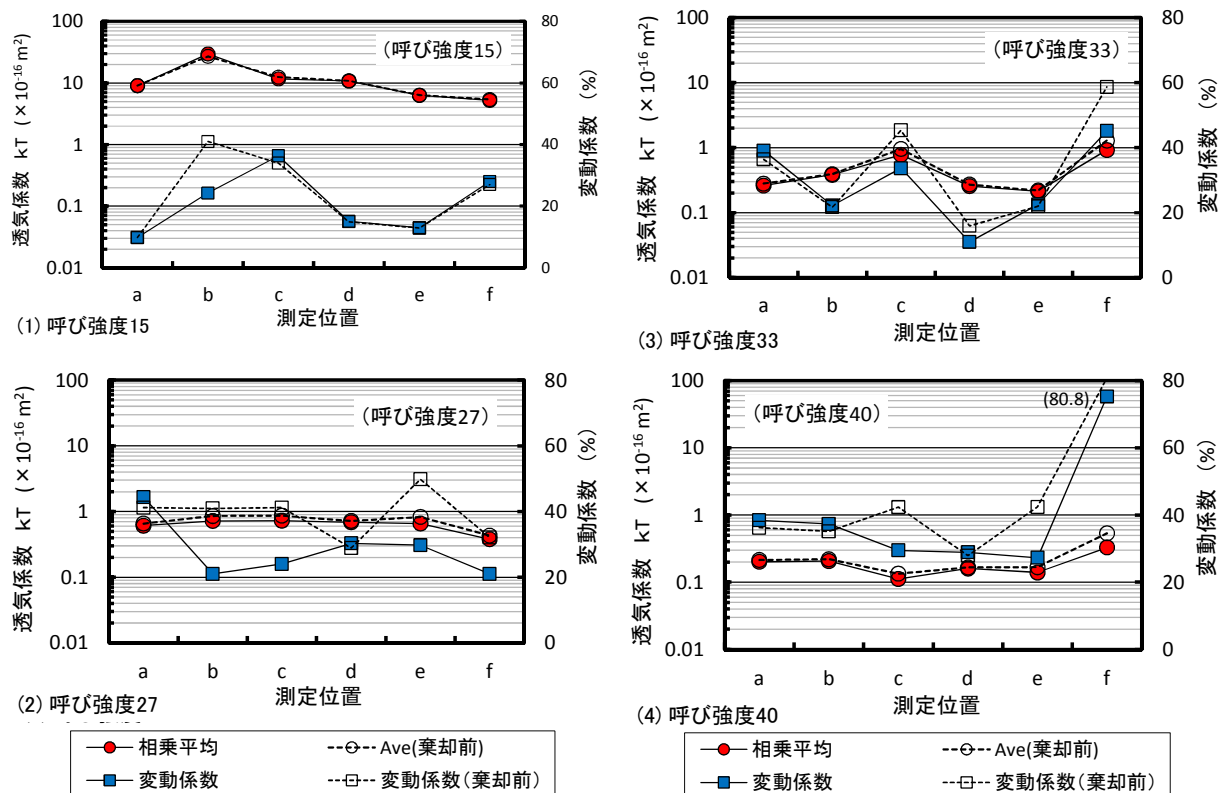 透気係数 kT (×10⁻¹⁶ m²)
100
10
1
0.1
0.01
80
60
40
20
0
変動係数 (%)
(呼び強度15)
a b c d e f
測定位置
(1) 呼び強度15
透気係数 kT (×10⁻¹⁶ m²)
100
10
1
0.1
0.01
80
60
40
20
0
変動係数 (%)
(呼び強度33)
a b c d e f
測定位置
(3) 呼び強度33
透気係数 kT (×10⁻¹⁶ m²)
100
10
1
0.1
0.01
80
60
40
20
0
変動係数 (%)
(呼び強度27)
a b c d e f
測定位置
(2) 呼び強度27
透気係数 kT (×10⁻¹⁶ m²)
100
10
1
0.1
0.01
80
60
40
20
0
変動係数 (%)
(呼び強度40)
(80.8)
a b c d e f
測定位置
(4) 呼び強度40
相乗平均 Ave(棄却前)
変動係数 変動係数(棄却前)
相乗平均 Ave(棄却前)
変動係数 変動係数(棄却前)